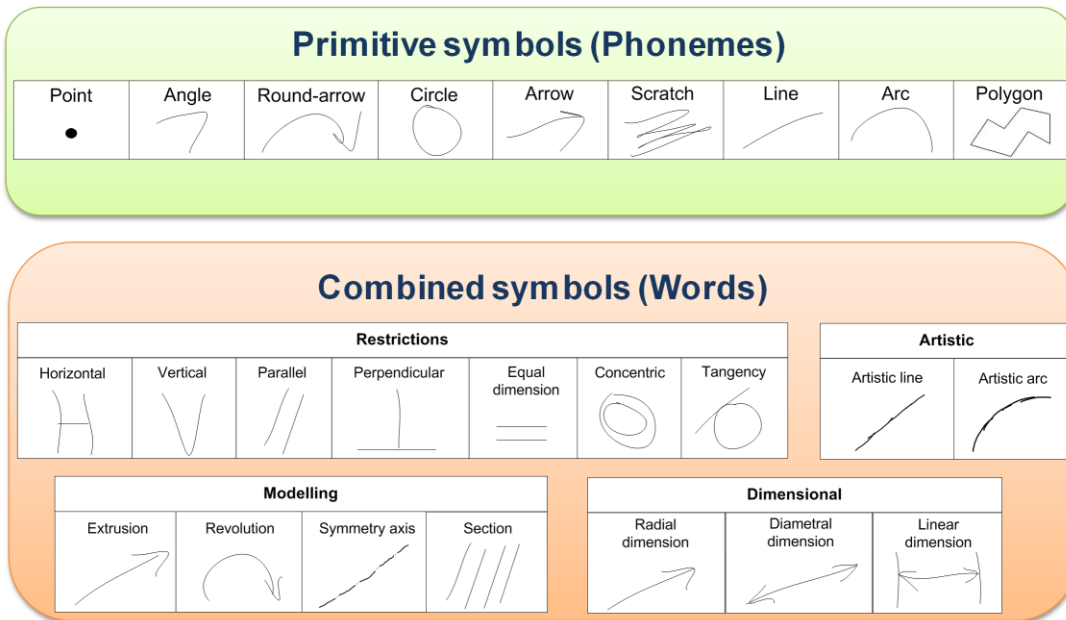 Primitive symbols (Phonemes)
Point Angle Round-arrow Circle Arrow Scratch Line Arc Polygon
Combined symbols (Words)
Restrictions
Horizontal Vertical Parallel Perpendicular Equal dimension Concentric Tangency
Artistic
Artistic line Artistic arc
Modelling
Extrusion Revolution Symmetry axis Section
Dimensional
Radial dimension Diametral dimension Linear dimension